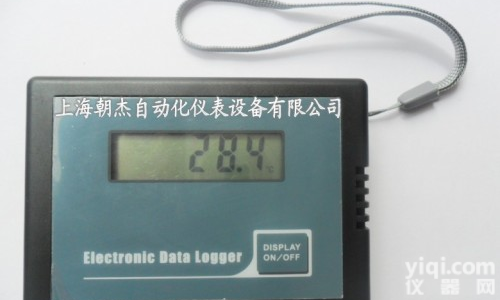 上海朝杰自动化仪表设备有限公司
28.4
℃
Electronic Data Logger
DISPLAY
ON/OFF
yiqi.com
仪器网